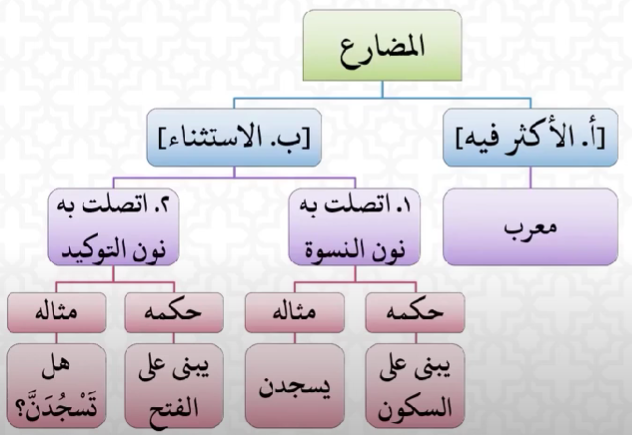 المضارع
[أ. الأكثر فيه]
[ب. الاستثناء]
معرب
١. اتصلت به
نون النسوة
٢. اتصلت به
نون التوكيد
حكمه
مثاله
حكمه
مثاله
يبنى على
السكون
يسجدن
يبنى على
الفتح
هل
تَسْجُدَنَّ؟